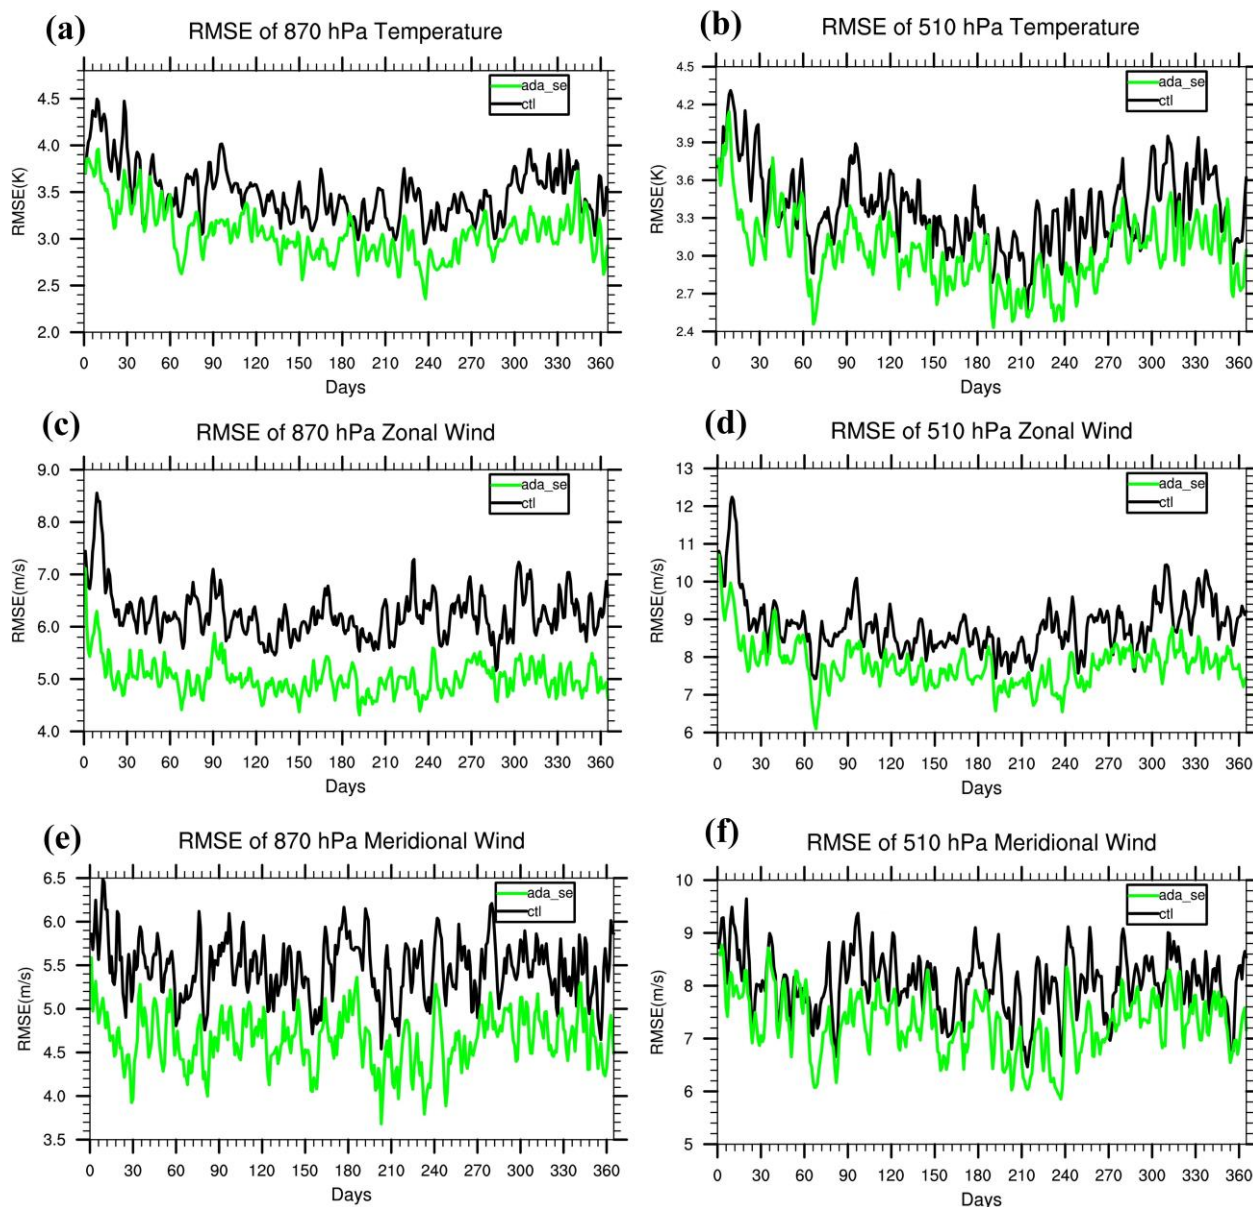 (a)
RMSE of 870 hPa Temperature
ada_se
ctl
4.5
4.0
3.5
3.0
2.5
2.0
RMSE(K)
0 30 60 90 120 150 180 210 240 270 300 330 360
Days
(b)
RMSE of 510 hPa Temperature
ada_se
ctl
4.5
4.2
3.9
3.6
3.3
3.0
2.7
2.4
RMSE(K)
0 30 60 90 120 150 180 210 240 270 300 330 360
Days
(c)
RMSE of 870 hPa Zonal Wind
ada_se
ctl
9.0
8.0
7.0
6.0
5.0
4.0
RMSE(m/s)
0 30 60 90 120 150 180 210 240 270 300 330 360
Days
(d)
RMSE of 510 hPa Zonal Wind
ada_se
ctl
13
12
11
10
9
8
7
6
RMSE(m/s)
0 30 60 90 120 150 180 210 240 270 300 330 360
Days
(e)
RMSE of 870 hPa Meridional Wind
ada_se
ctl
6.5
6.0
5.5
5.0
4.5
4.0
3.5
RMSE(m/s)
0 30 60 90 120 150 180 210 240 270 300 330 360
Days
(f)
RMSE of 510 hPa Meridional Wind
ada_se
ctl
10
9
8
7
6
5
RMSE(m/s)
0 30 60 90 120 150 180 210 240 270 300 330 360
Days